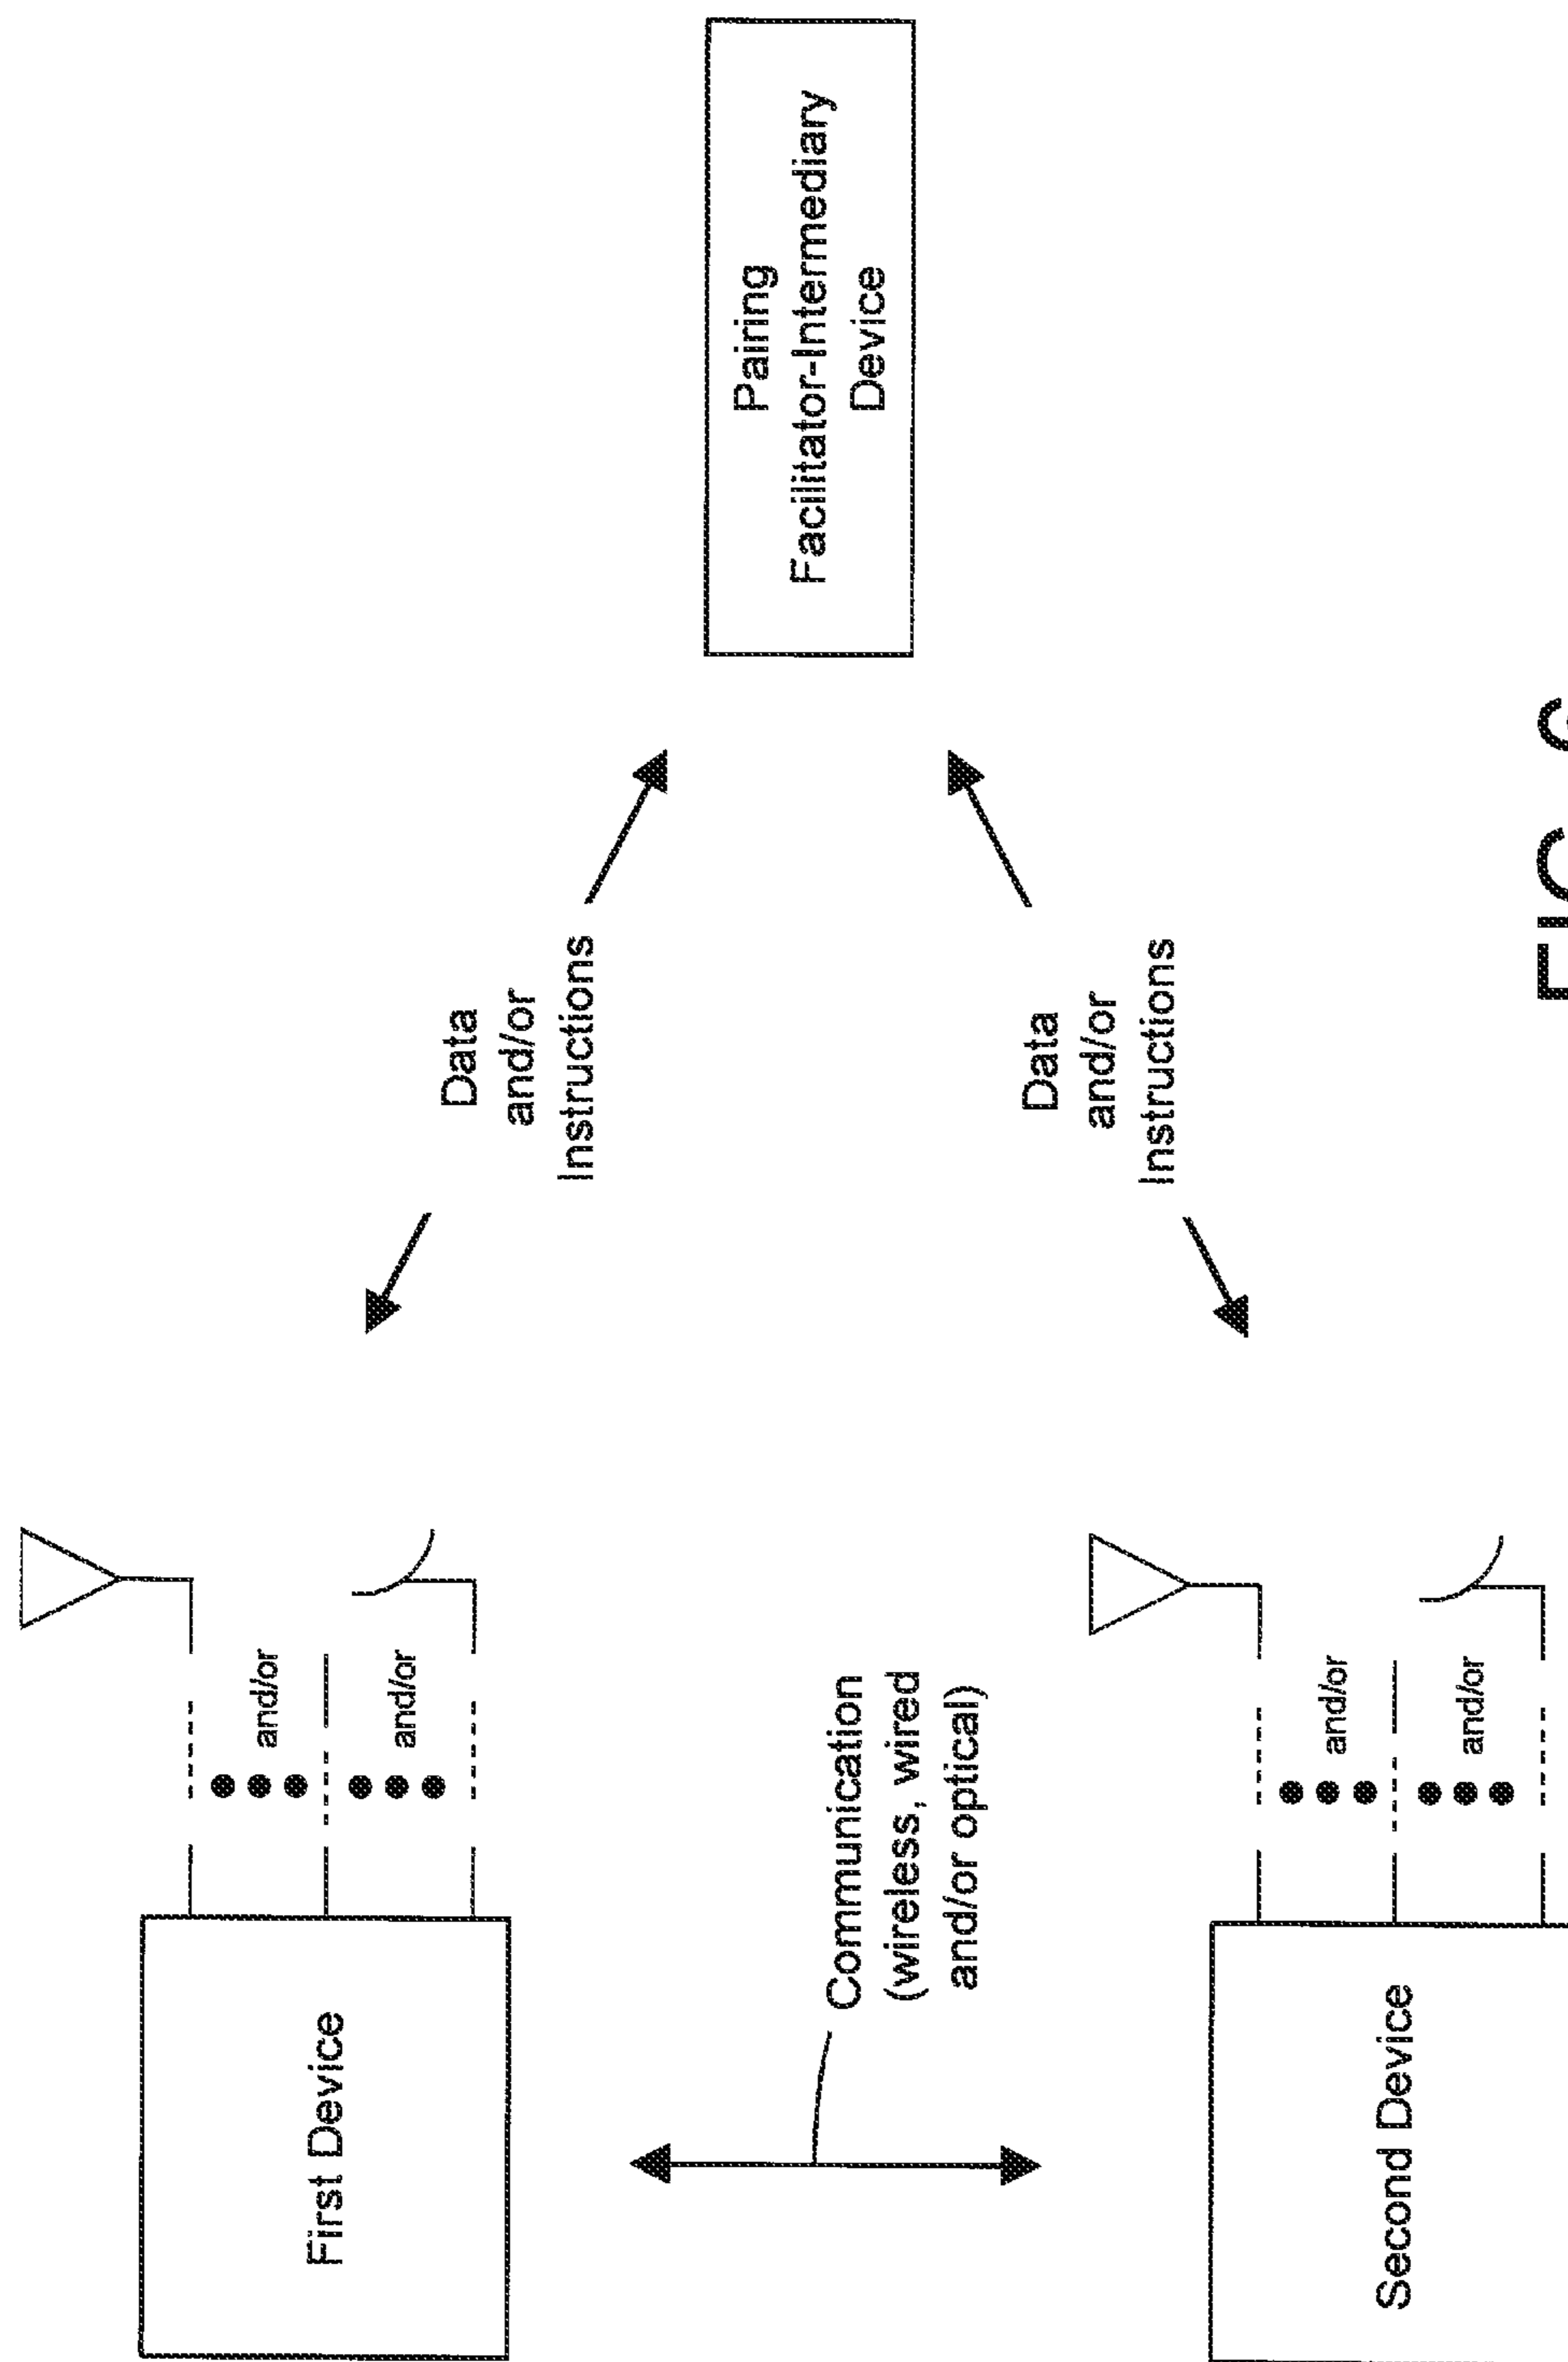 First Device
and/or
and/or
Data
and/or
Instructions
Pairing
Facilitator-Intermediary
Device
Communication
(wireless, wired
and/or optical)
Data
and/or
Instructions
Second Device
and/or
and/or
FIG